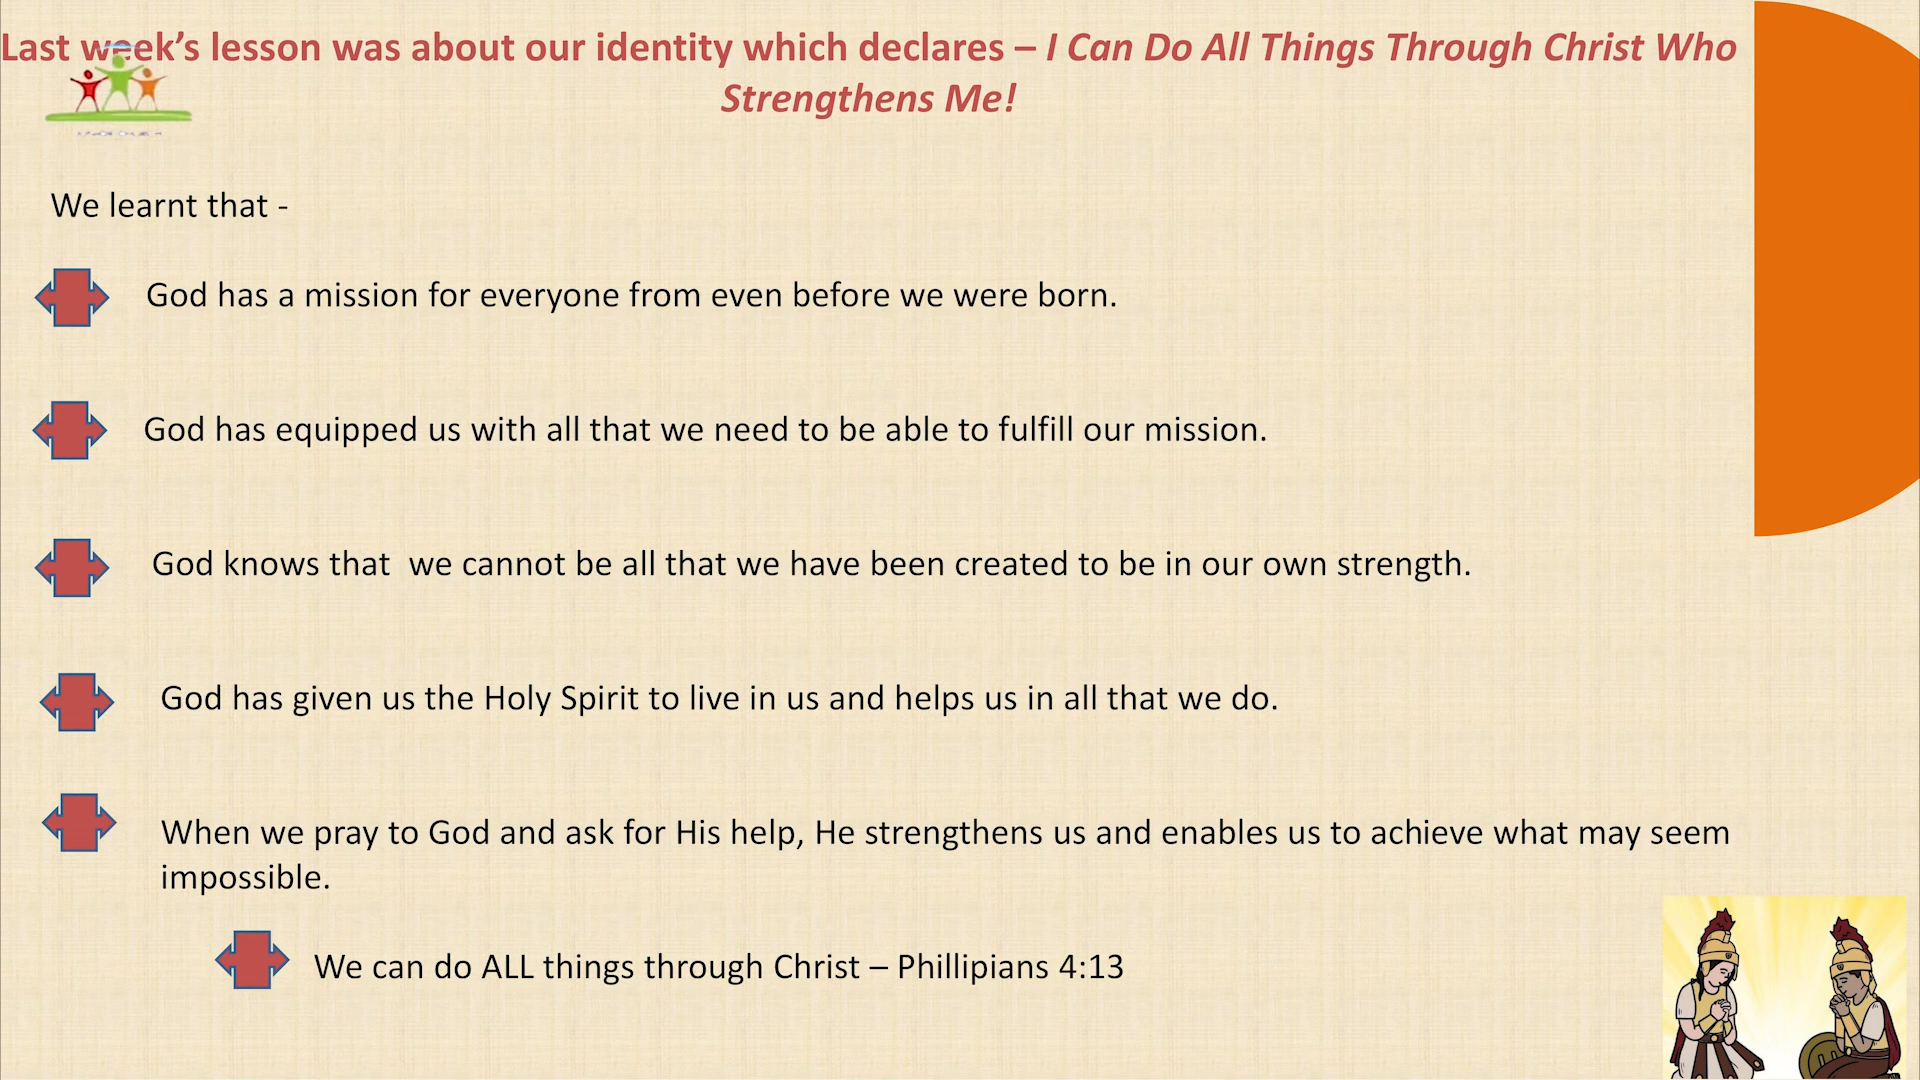 Last week’s lesson was about our identity which declares – I Can Do All Things Through Christ Who
Strengthens Me!
We learnt that -
God has a mission for everyone from even before we were born.
God has equipped us with all that we need to be able to fulfill our mission.
God knows that  we cannot be all that we have been created to be in our own strength.
God has given us the Holy Spirit to live in us and helps us in all that we do.
When we pray to God and ask for His help, He strengthens us and enables us to achieve what may seem
impossible.
We can do ALL things through Christ – Phillipians 4:13